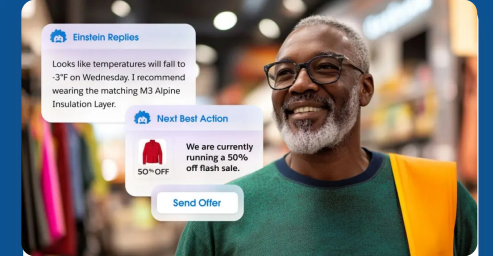 Einstein Replies
Looks like temperatures will fall to
-3°F on Wednesday. I recommend
wearing the matching M3 Alpine
Insulation Layer.
Next Best Action
We are currently
running a 50%
off flash sale.
50% OFF
Send Offer